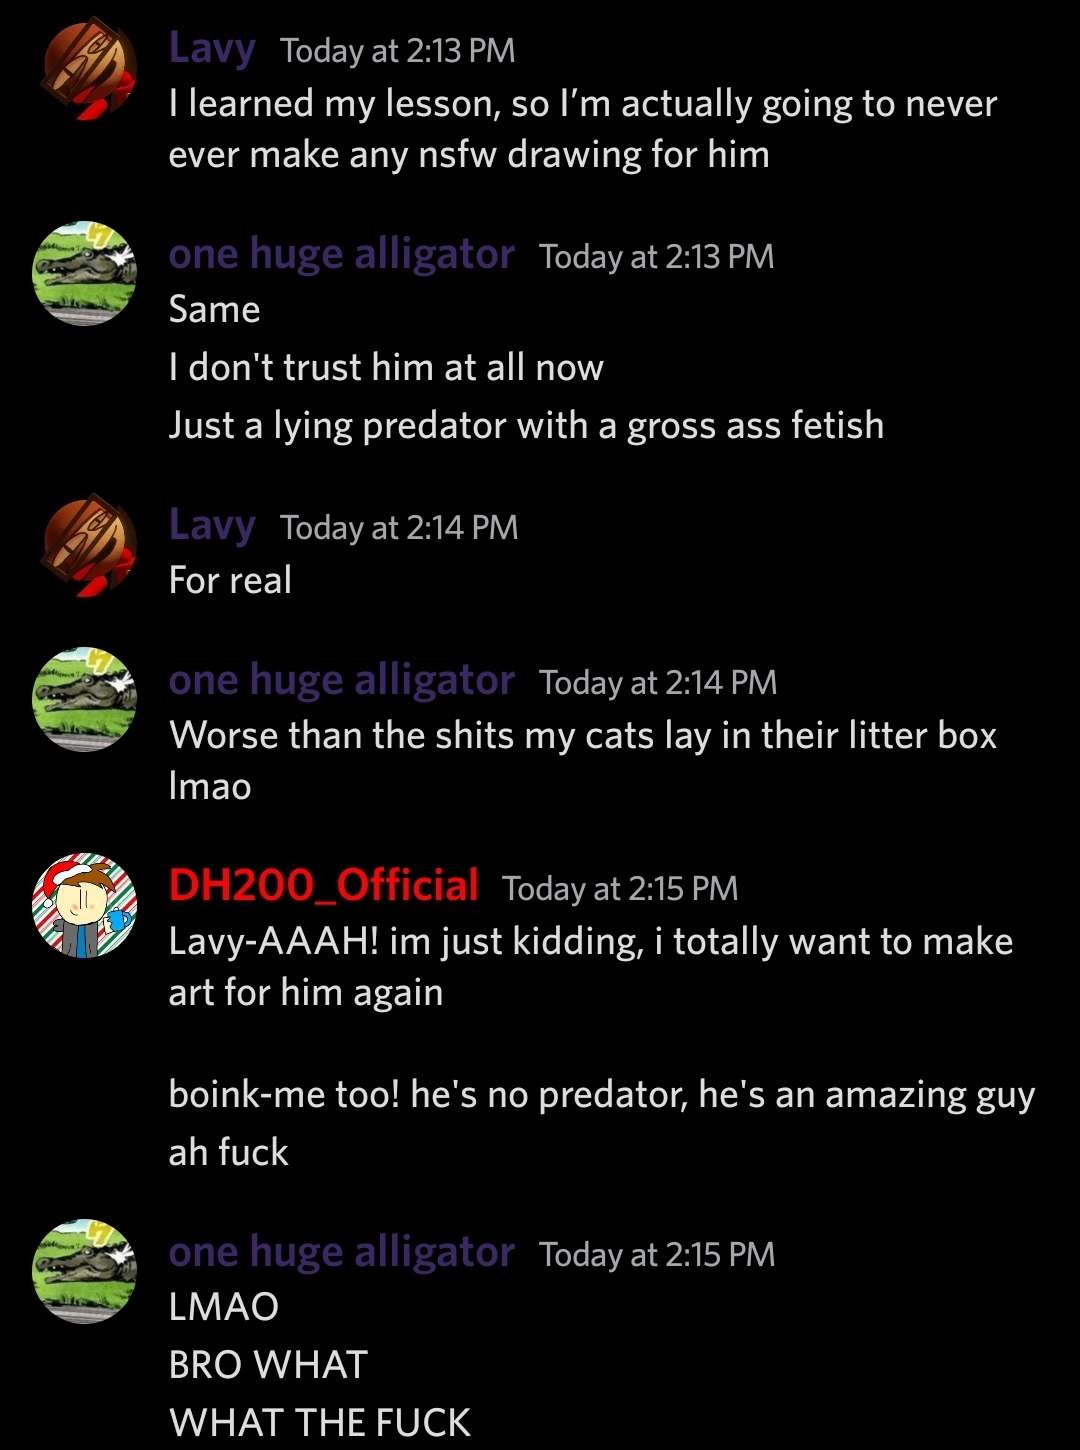 Lavy Today at 2:13 PM
I learned my lesson, so I’m actually going to never
ever make any nsfw drawing for him
one huge alligator Today at 2:13 PM
Same
I don't trust him at all now
Just a lying predator with a gross ass fetish
Lavy Today at 2:14 PM
For real
one huge alligator Today at 2:14 PM
Worse than the shits my cats lay in their litter box
lmao
DH200_Official Today at 2:15 PM
Lavy-AAAH! im just kidding, i totally want to make
art for him again
boink-me too! he's no predator, he's an amazing guy
ah fuck
one huge alligator Today at 2:15 PM
LMAO
BRO WHAT
WHAT THE FUCK